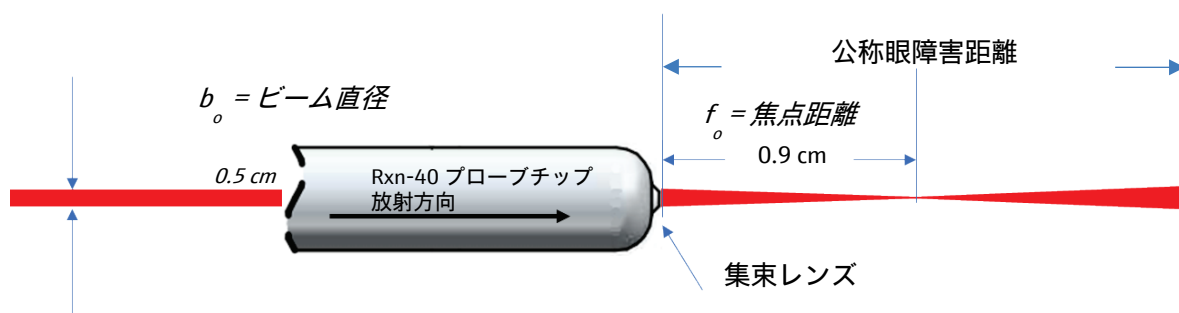 公称眼障害距離
b_o = ビーム直径
f_o = 焦点距離
0.9 cm
0.5 cm
Rxn-40 プローブチップ
放射方向
集束レンズ